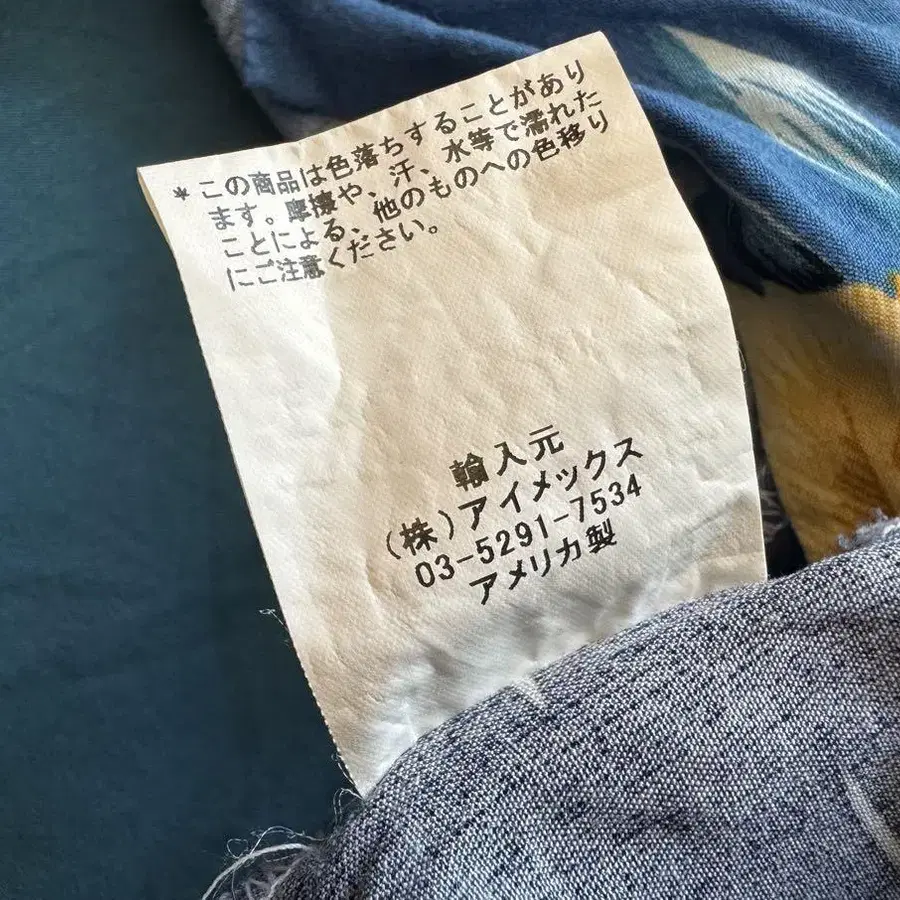 *この商品は色落ちすることがあり
ます。摩擦や、汗、水等で濡れた
ことによる、他のものへの色移り
にご注意ください。
輸入元
(株)アイメックス
03-5291-7534
アメリカ製